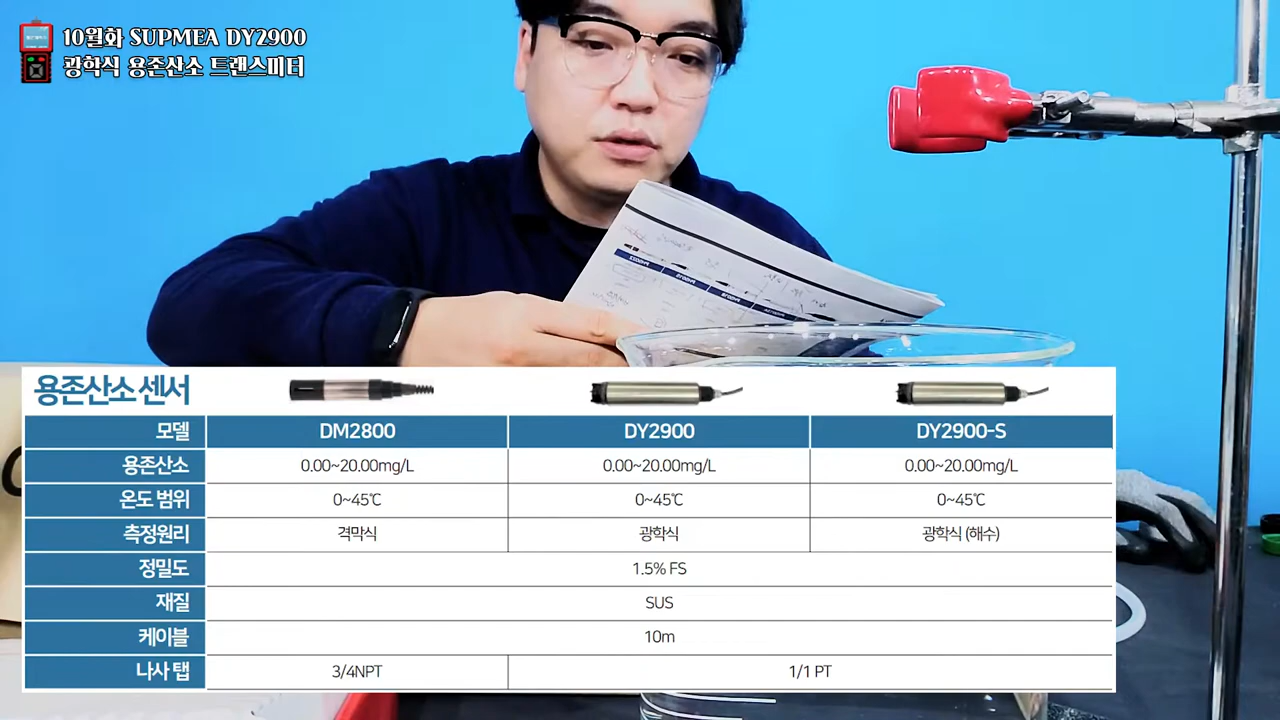 10월화 SUPMEA DY2900
광학식 용존산소 트랜스미터
용존산소 센서
모델 DM2800 DY2900 DY2900-S
용존산소 0.00~20.00mg/L 0.00~20.00mg/L 0.00~20.00mg/L
온도 범위 0~45℃ 0~45℃ 0~45℃
측정원리 격막식 광학식 광학식 (해수)
정밀도 1.5% FS
재질 SUS
케이블 10m
나사 탭 3/4NPT 1/1 PT